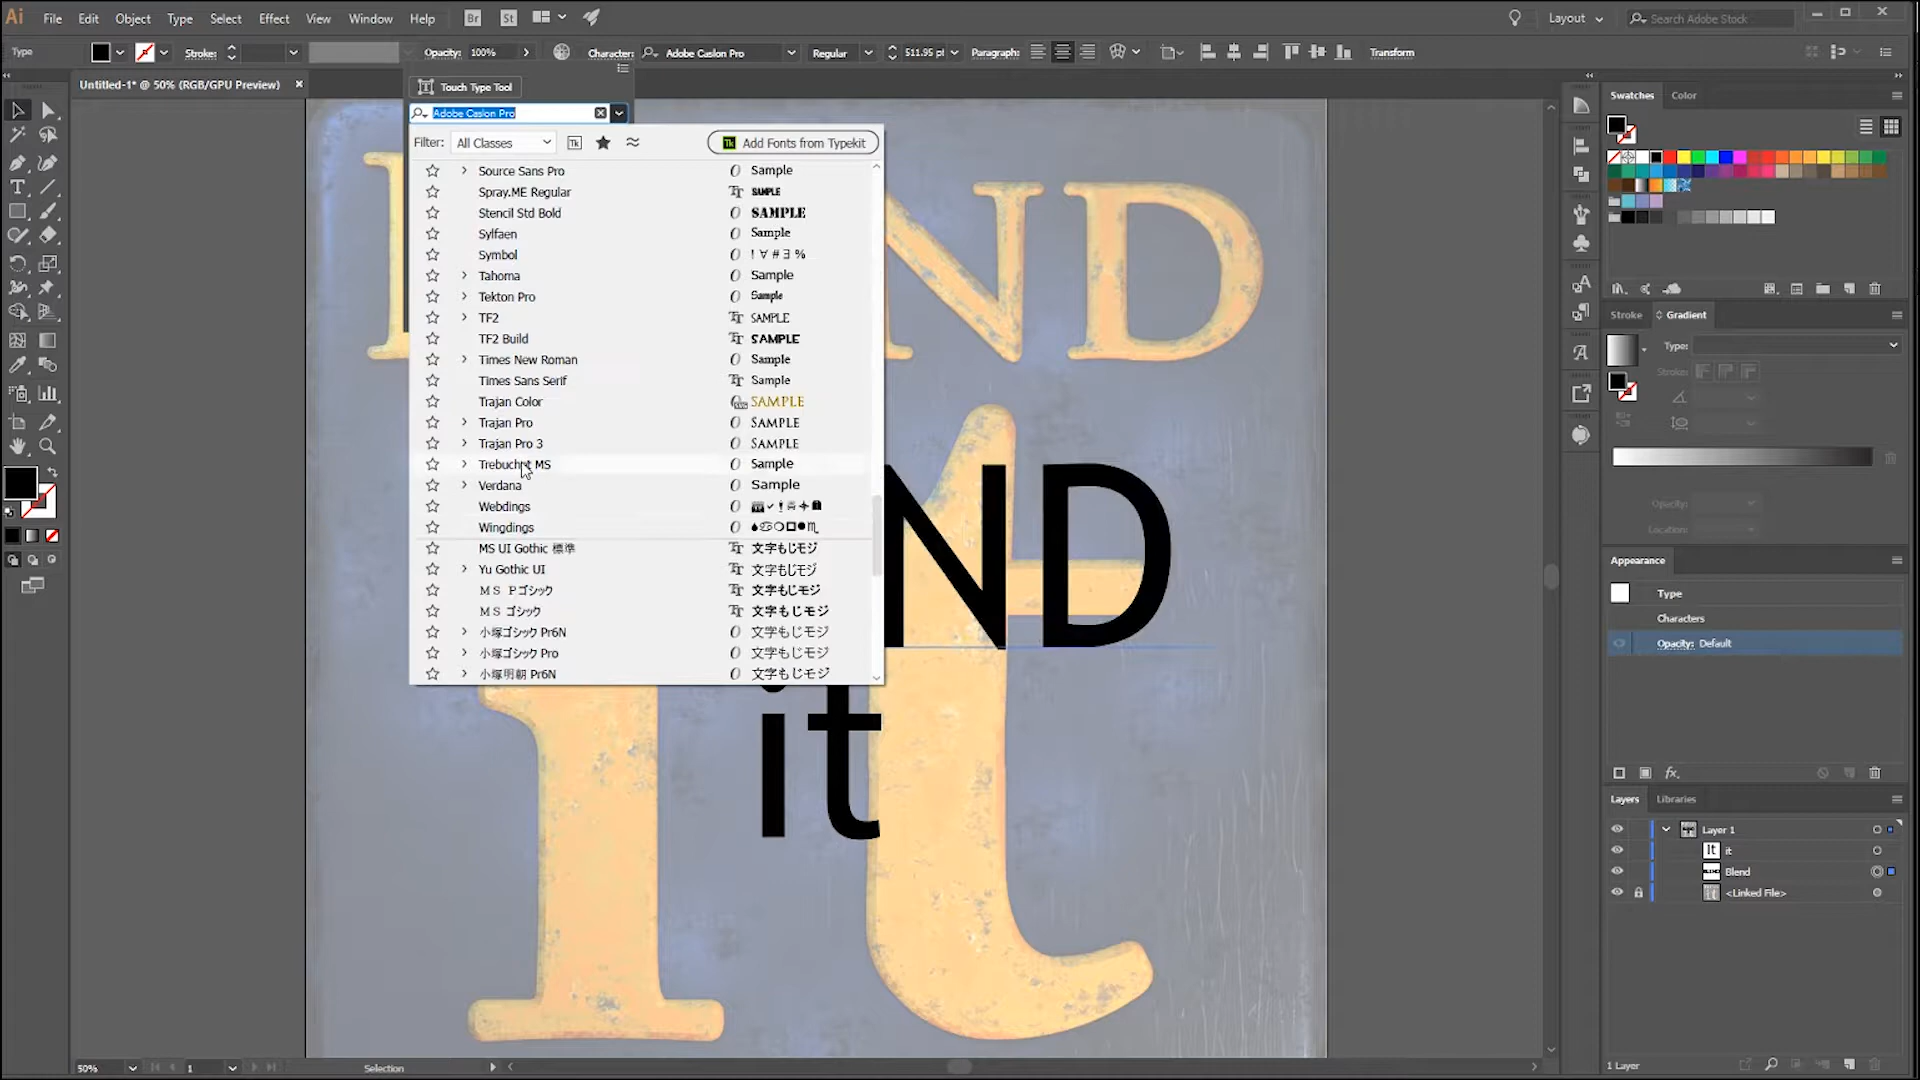 Ai File Edit Object Type Select Effect View Window Help Br St Layout Search Adobe Stock
Type Stroke: Opacity: 100% Character: Adobe Caslon Pro Regular 511.95 pt Paragraph: Transform
Untitled-1* @ 50% (RGB/GPU Preview)
Touch Type Tool
Adobe Caslon Pro
Filter: All Classes Tk Tk Add Fonts from Typekit
Source Sans Pro Sample
Spray.ME Regular SAMPLE
Stencil Std Bold SAMPLE
Sylfaen Sample
Symbol ! ∀ # ∃ %
Tahoma Sample
Tekton Pro Sample
TF2 SAMPLE
TF2 Build SAMPLE
Times New Roman Sample
Times Sans Serif Sample
Trajan Color SAMPLE
Trajan Pro SAMPLE
Trajan Pro 3 SAMPLE
Trebuchet MS Sample
Verdana Sample
Webdings
Wingdings
MS UI Gothic 標準 文字もじモジ
Yu Gothic UI 文字もじモジ
ＭＳ Ｐゴシック 文字もじモジ
ＭＳ ゴシック 文字もじモジ
小塚ゴシック Pr6N 文字もじモジ
小塚ゴシック Pro 文字もじモジ
小塚明朝 Pr6N 文字もじモジ
ND
ND
it
it
Swatches Color
Stroke Gradient
Type:
Stroke:
Opacity:
Location:
Appearance
Type
Characters
Opacity: Default
fx
Layers Libraries
Layer 1
it
Blend
<Linked File>
1 Layer
50% 1 Selection